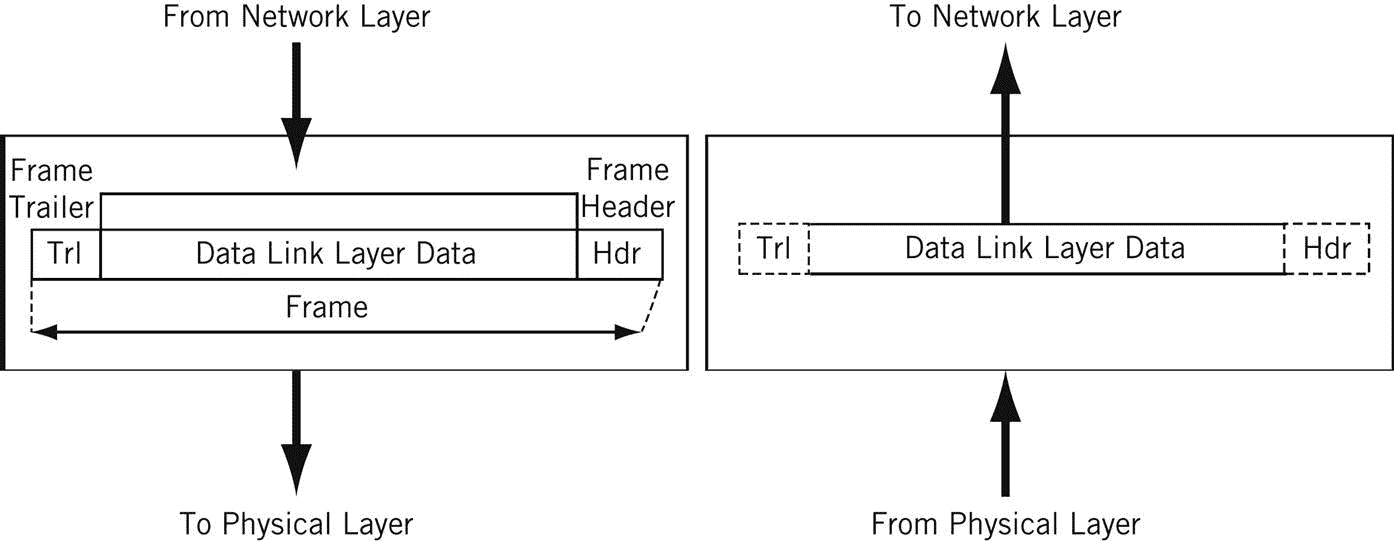 From Network Layer
To Network Layer
Frame
Trailer
Frame
Header
Trl
Data Link Layer Data
Hdr
Frame
Trl
Data Link Layer Data
Hdr
To Physical Layer
From Physical Layer